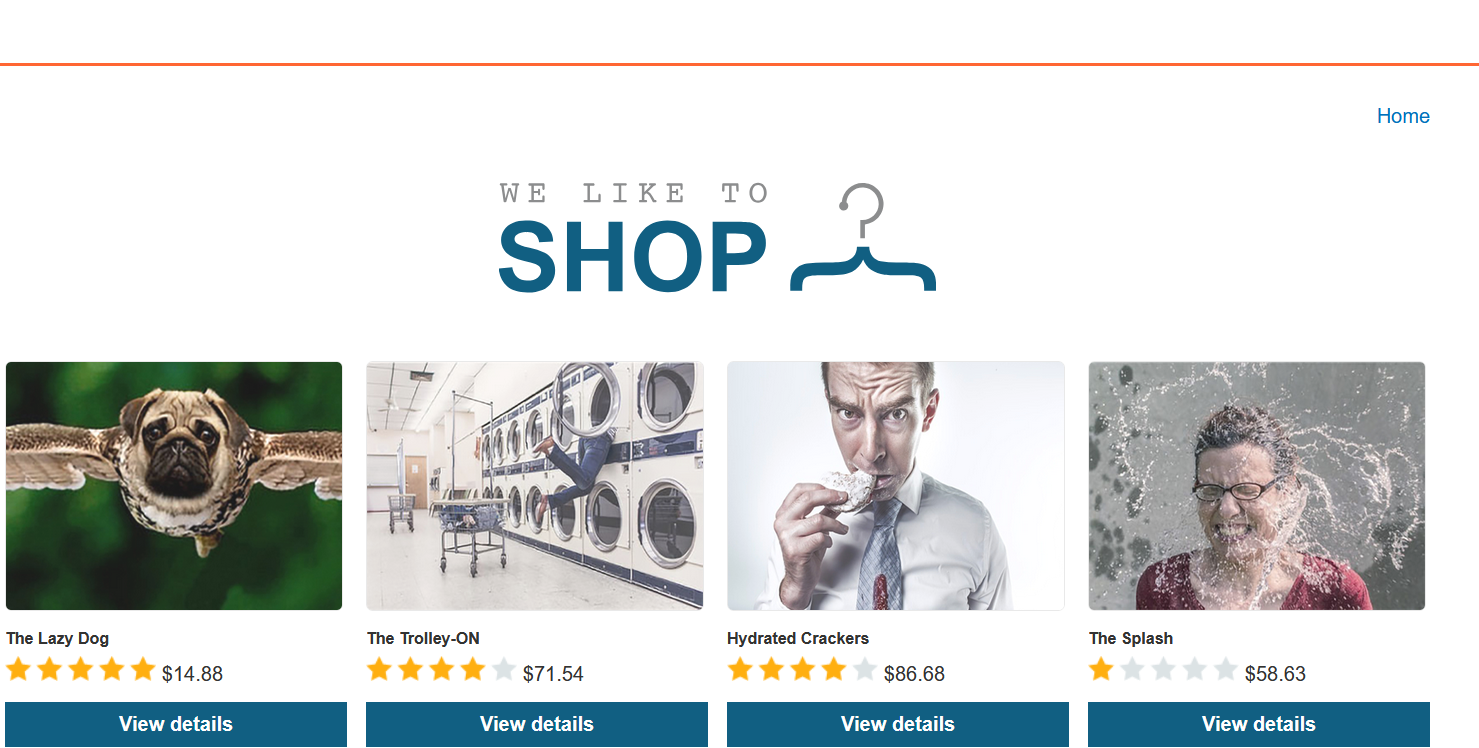 Home
WE LIKE TO
SHOP
The Lazy Dog
$14.88
View details
The Trolley-ON
$71.54
View details
Hydrated Crackers
$86.68
View details
The Splash
$58.63
View details